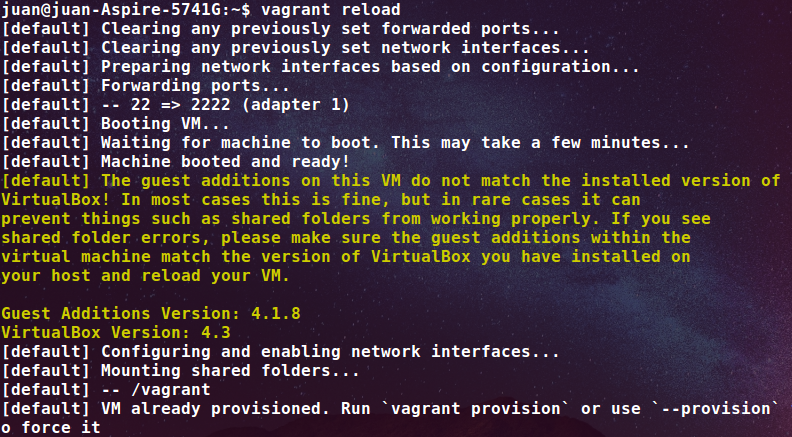 juan@juan-Aspire-5741G:~$ vagrant reload
[default] Clearing any previously set forwarded ports...
[default] Clearing any previously set network interfaces...
[default] Preparing network interfaces based on configuration...
[default] Forwarding ports...
[default] -- 22 => 2222 (adapter 1)
[default] Booting VM...
[default] Waiting for machine to boot. This may take a few minutes...
[default] Machine booted and ready!
[default] The guest additions on this VM do not match the installed version of
VirtualBox! In most cases this is fine, but in rare cases it can
prevent things such as shared folders from working properly. If you see
shared folder errors, please make sure the guest additions within the
virtual machine match the version of VirtualBox you have installed on
your host and reload your VM.

Guest Additions Version: 4.1.8
VirtualBox Version: 4.3
[default] Configuring and enabling network interfaces...
[default] Mounting shared folders...
[default] -- /vagrant
[default] VM already provisioned. Run `vagrant provision` or use `--provision`
o force it